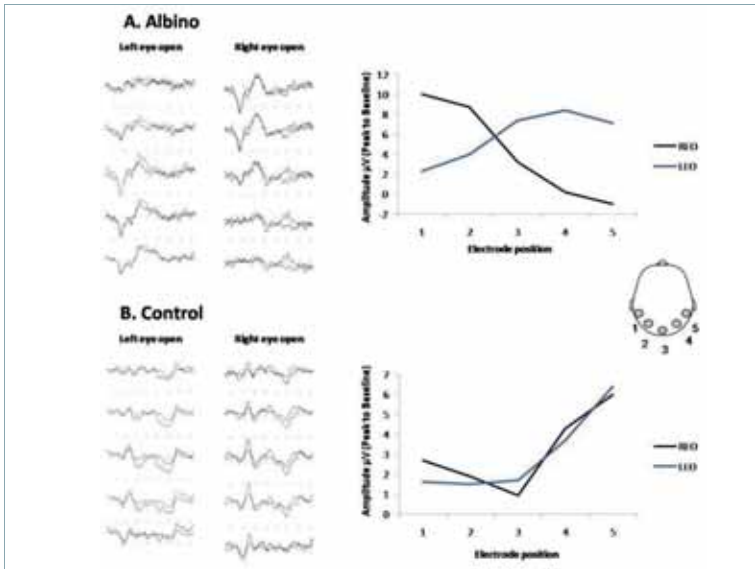 A. Albino
Left eye open Right eye open
Amplitude µV (Peak to Baseline)
12
10
8
6
4
2
0
-2
1 2 3 4 5
Electrode position
REO
LEO
1 2 3 4 5
B. Control
Left eye open Right eye open
Amplitude µV (Peak to Baseline)
7
6
5
4
3
2
1
0
1 2 3 4 5
Electrode position
REO
LEO